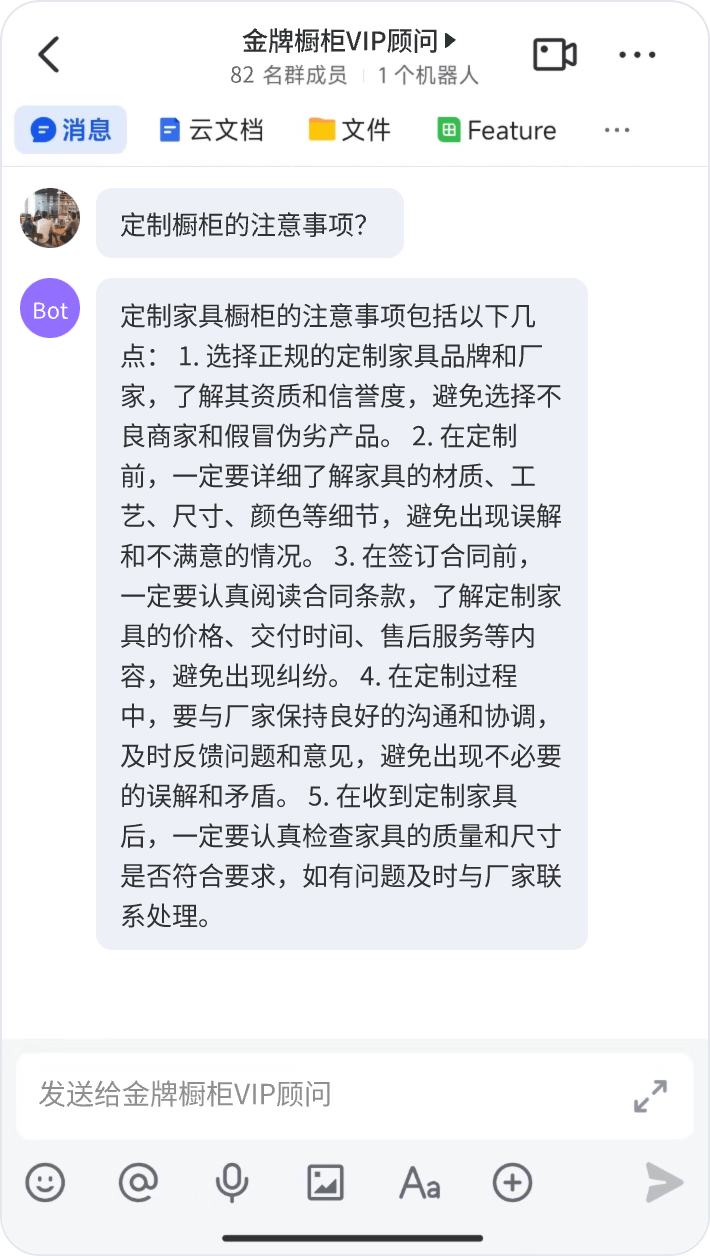 金牌橱柜VIP顾问
82 名群成员 | 1 个机器人
消息 云文档 文件 Feature ...
定制橱柜的注意事项？
Bot
定制家具橱柜的注意事项包括以下几
点： 1. 选择正规的定制家具品牌和厂
家，了解其资质和信誉度，避免选择不
良商家和假冒伪劣产品。 2. 在定制
前，一定要详细了解家具的材质、工
艺、尺寸、颜色等细节，避免出现误解
和不满意的情况。 3. 在签订合同前，
一定要认真阅读合同条款，了解定制家
具的价格、交付时间、售后服务等内
容，避免出现纠纷。 4. 在定制过程
中，要与厂家保持良好的沟通和协调，
及时反馈问题和意见，避免出现不必要
的误解和矛盾。 5. 在收到定制家具
后，一定要认真检查家具的质量和尺寸
是否符合要求，如有问题及时与厂家联
系处理。
发送给金牌橱柜VIP顾问
Aa